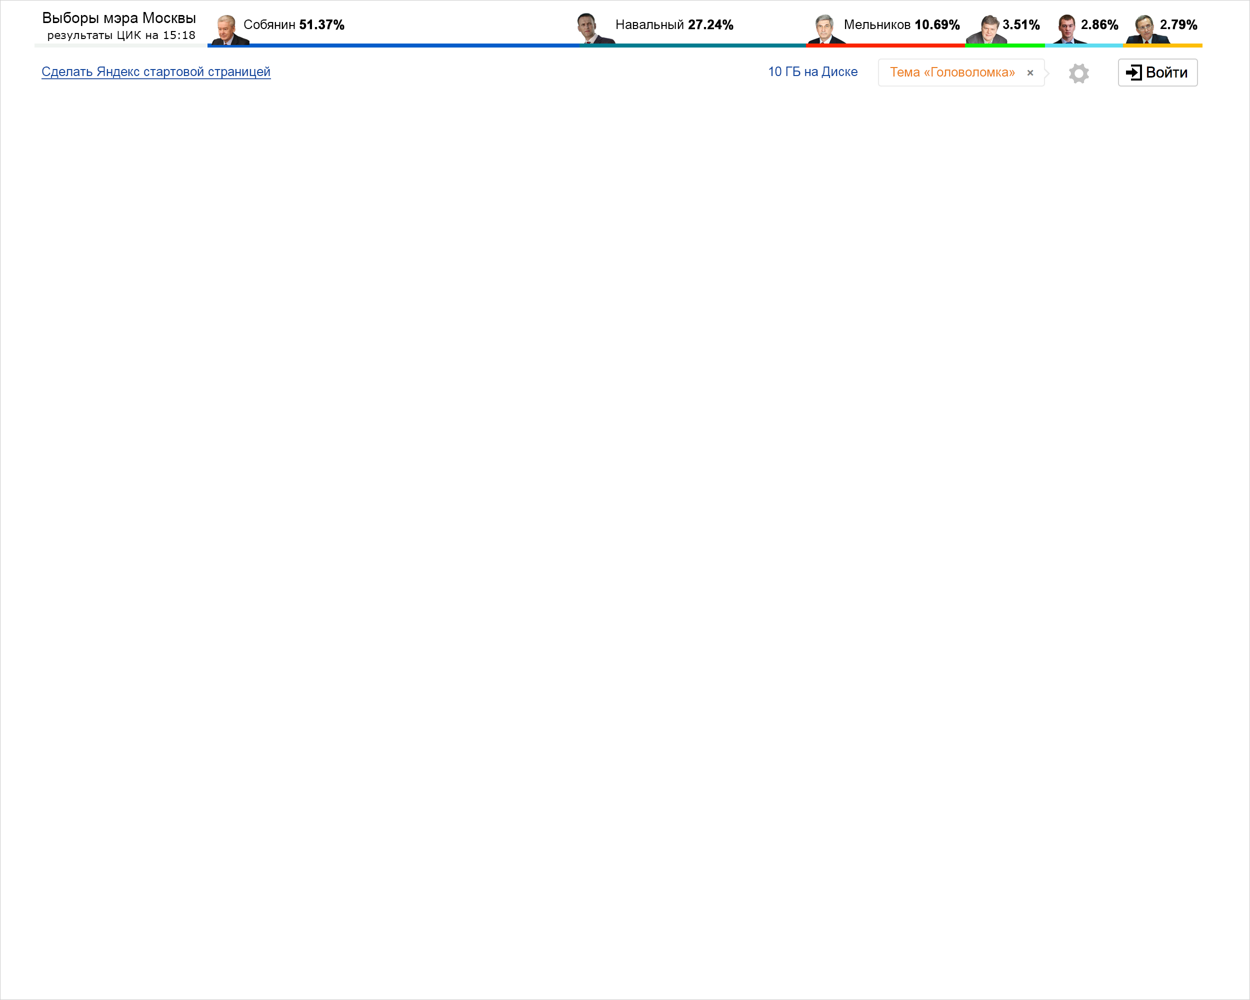 Выборы мэра Москвы
результаты ЦИК на 15:18
Собянин 51.37%
Навальный 27.24%
Мельников 10.69%
3.51%
2.86%
2.79%
Сделать Яндекс стартовой страницей
10 ГБ на Диске
Тема «Головоломка» ×
Войти